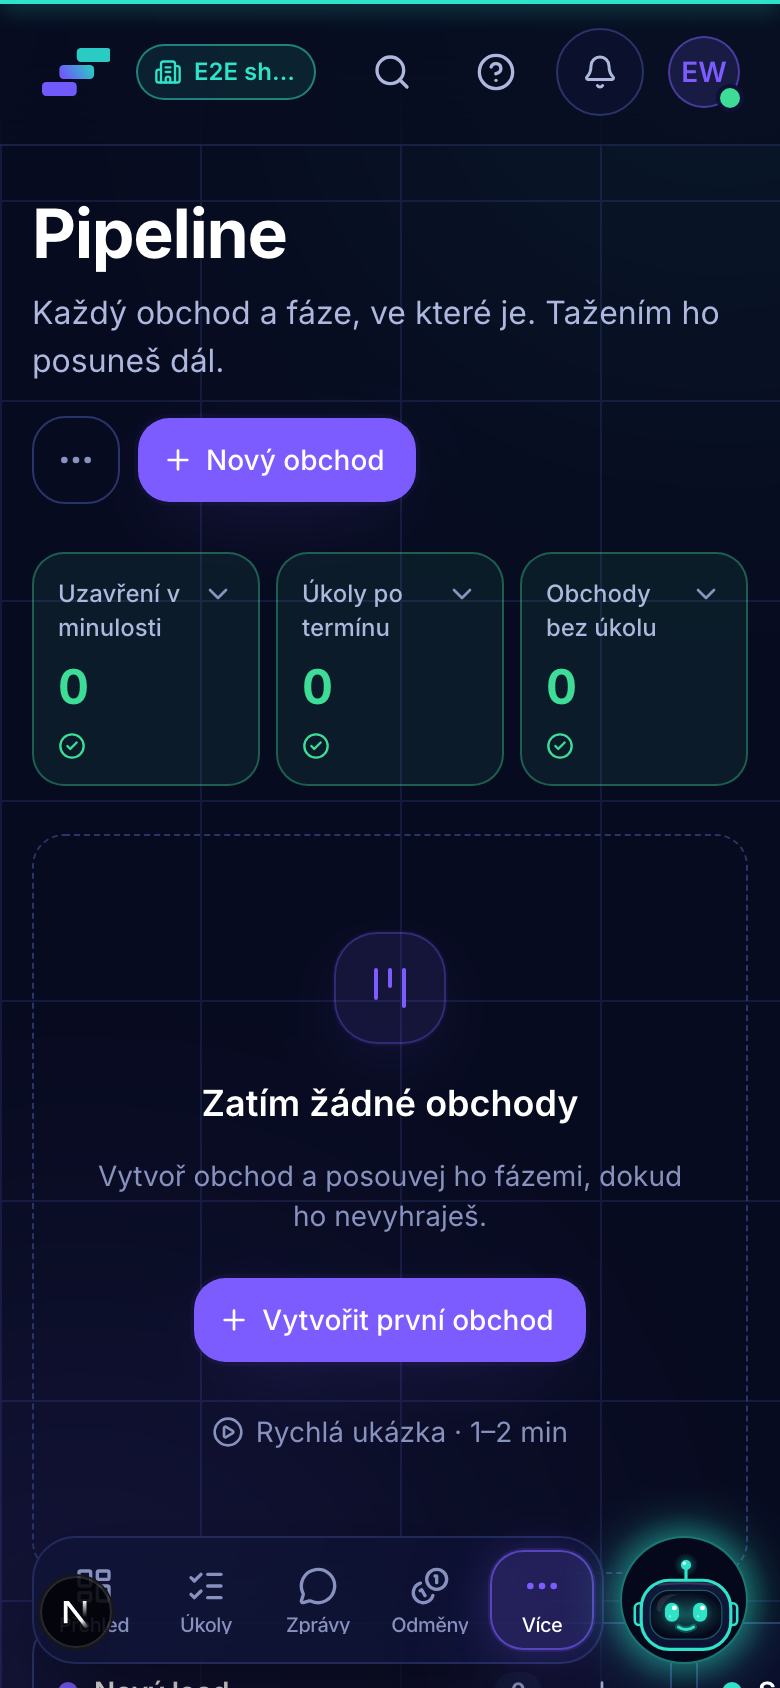 E2E sh...
EW
Pipeline
Každý obchod a fáze, ve které je. Tažením ho
posuneš dál.
Nový obchod
Uzavření v
minulosti
0
Úkoly po
termínu
0
Obchody
bez úkolu
0
Zatím žádné obchody
Vytvoř obchod a posouvej ho fázemi, dokud
ho nevyhraješ.
Vytvořit první obchod
Rychlá ukázka · 1–2 min
N
Úkoly
Zprávy
Odměny
Více